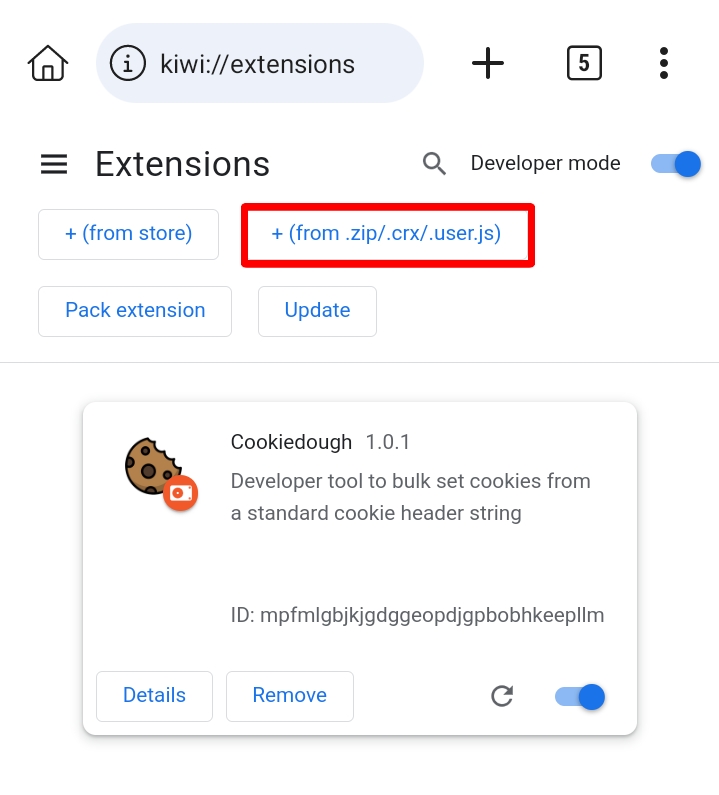 kiwi://extensions
5
Extensions
Developer mode
+ (from store)
+ (from .zip/.crx/.user.js)
Pack extension
Update
Cookiedough 1.0.1
Developer tool to bulk set cookies from
a standard cookie header string
ID: mpfmlgbjkjgdggeopdjgpbobhkeepllm
Details
Remove